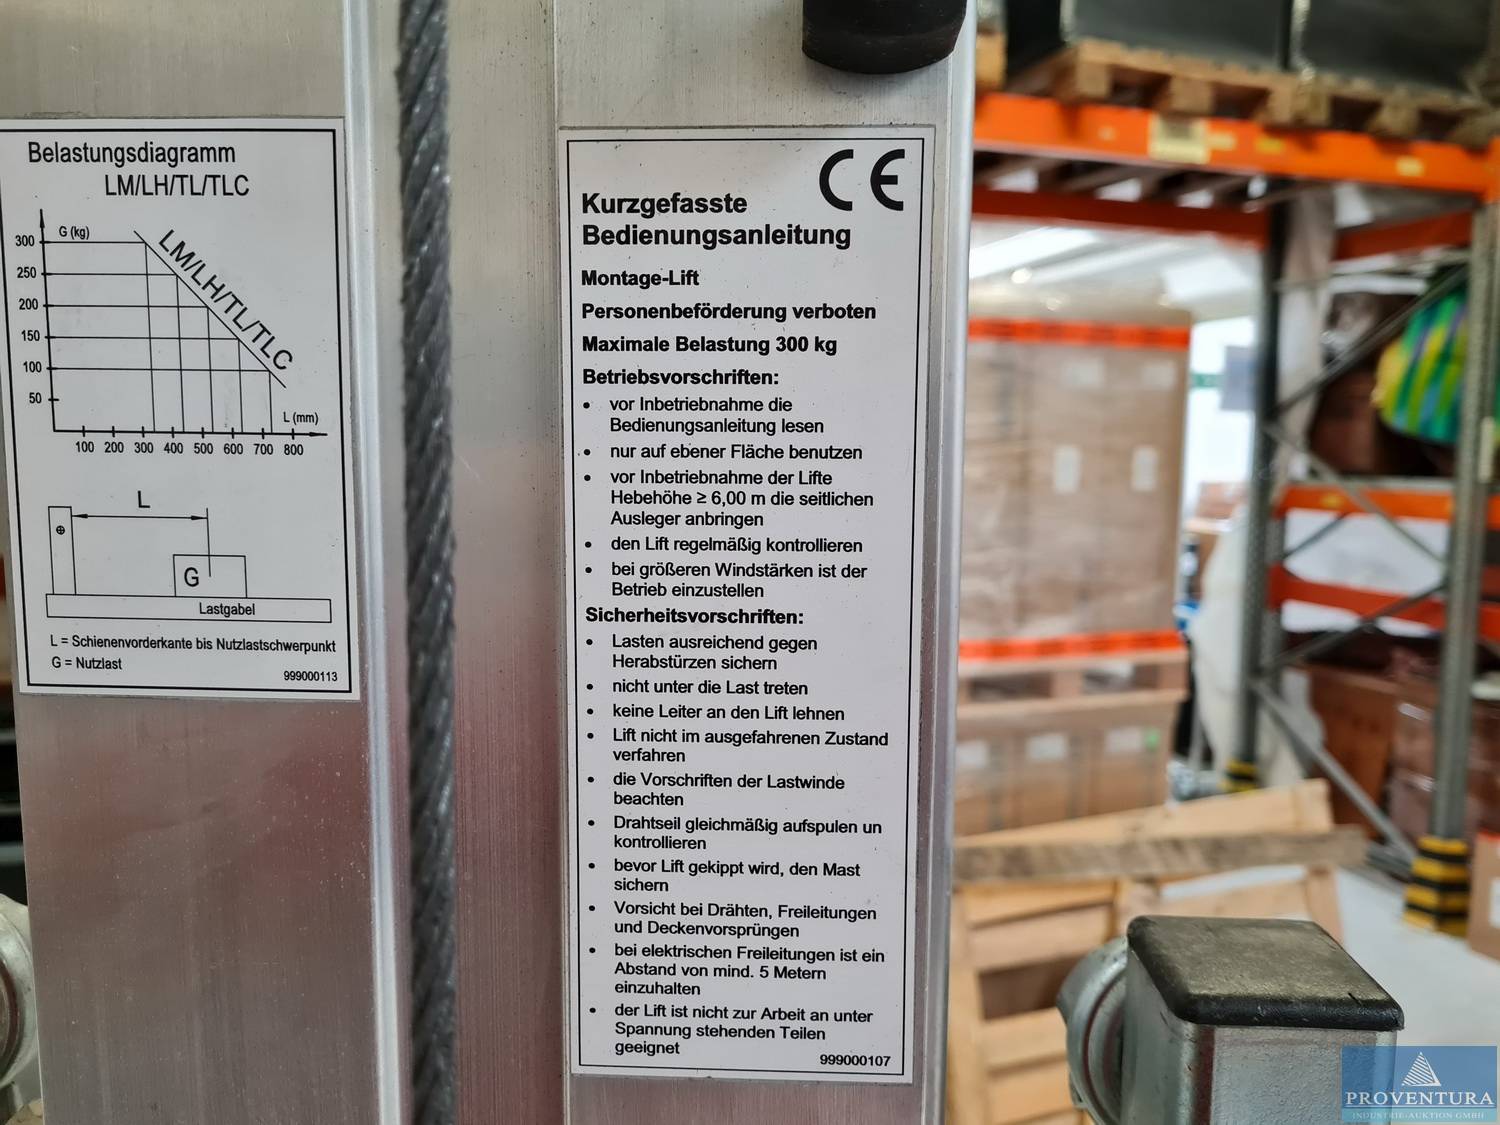 Belastungsdiagramm
LM/LH/TL/TLC
G (kg)
300
250
200
150
100
50
LM/LH/TL/TLC
L (mm)
100 200 300 400 500 600 700 800
L
G
Lastgabel
L = Schienenvorderkante bis Nutzlastschwerpunkt
G = Nutzlast
999000113
CE
Kurzgefasste
Bedienungsanleitung
Montage-Lift
Personenbeförderung verboten
Maximale Belastung 300 kg
Betriebsvorschriften:
• vor Inbetriebnahme die
Bedienungsanleitung lesen
• nur auf ebener Fläche benutzen
• vor Inbetriebnahme der Lifte
Hebehöhe ≥ 6,00 m die seitlichen
Ausleger anbringen
• den Lift regelmäßig kontrollieren
• bei größeren Windstärken ist der
Betrieb einzustellen
Sicherheitsvorschriften:
• Lasten ausreichend gegen
Herabstürzen sichern
• nicht unter die Last treten
• keine Leiter an den Lift lehnen
• Lift nicht im ausgefahrenen Zustand
verfahren
• die Vorschriften der Lastwinde
beachten
• Drahtseil gleichmäßig aufspulen un
kontrollieren
• bevor Lift gekippt wird, den Mast
sichern
• Vorsicht bei Drähten, Freileitungen
und Deckenvorsprüngen
• bei elektrischen Freileitungen ist ein
Abstand von mind. 5 Metern
einzuhalten
• der Lift ist nicht zur Arbeit an unter
Spannung stehenden Teilen
geeignet
999000107
PROVENTURA
INDUSTRIE-AUKTION GMBH